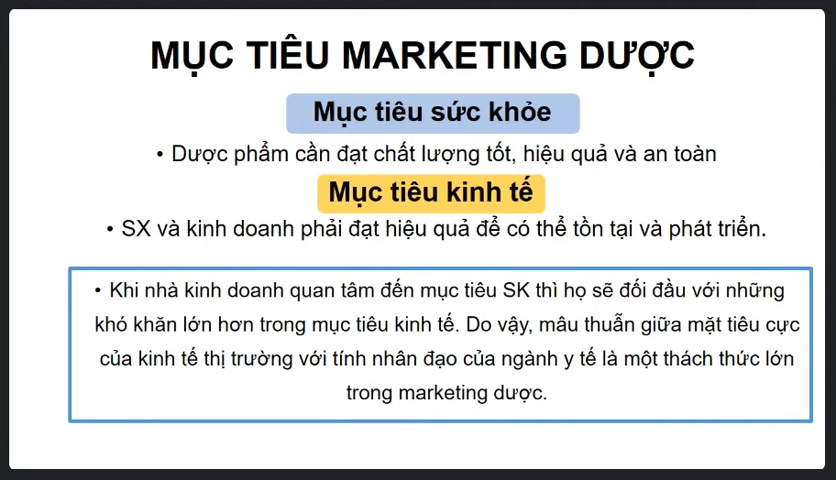 MỤC TIÊU MARKETING DƯỢC
Mục tiêu sức khỏe
• Dược phẩm cần đạt chất lượng tốt, hiệu quả và an toàn
Mục tiêu kinh tế
• SX và kinh doanh phải đạt hiệu quả để có thể tồn tại và phát triển.
• Khi nhà kinh doanh quan tâm đến mục tiêu SK thì họ sẽ đối đầu với những
khó khăn lớn hơn trong mục tiêu kinh tế. Do vậy, mâu thuẫn giữa mặt tiêu cực
của kinh tế thị trường với tính nhân đạo của ngành y tế là một thách thức lớn
trong marketing dược.